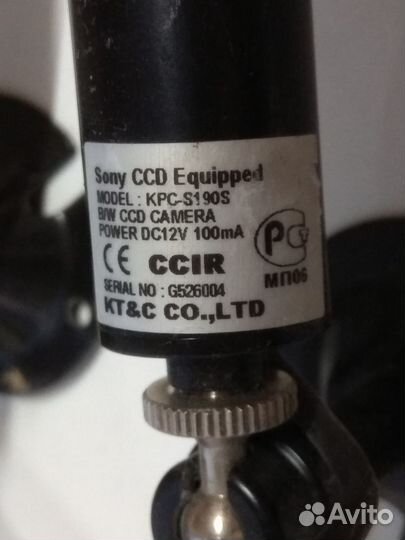 Sony CCD Equipped
MODEL : KPC-S190S
B/W CCD CAMERA
POWER DC12V 100mA
CE CCIR
РС
МП06
SERIAL NO : G526004
KT&C CO.,LTD
Avito